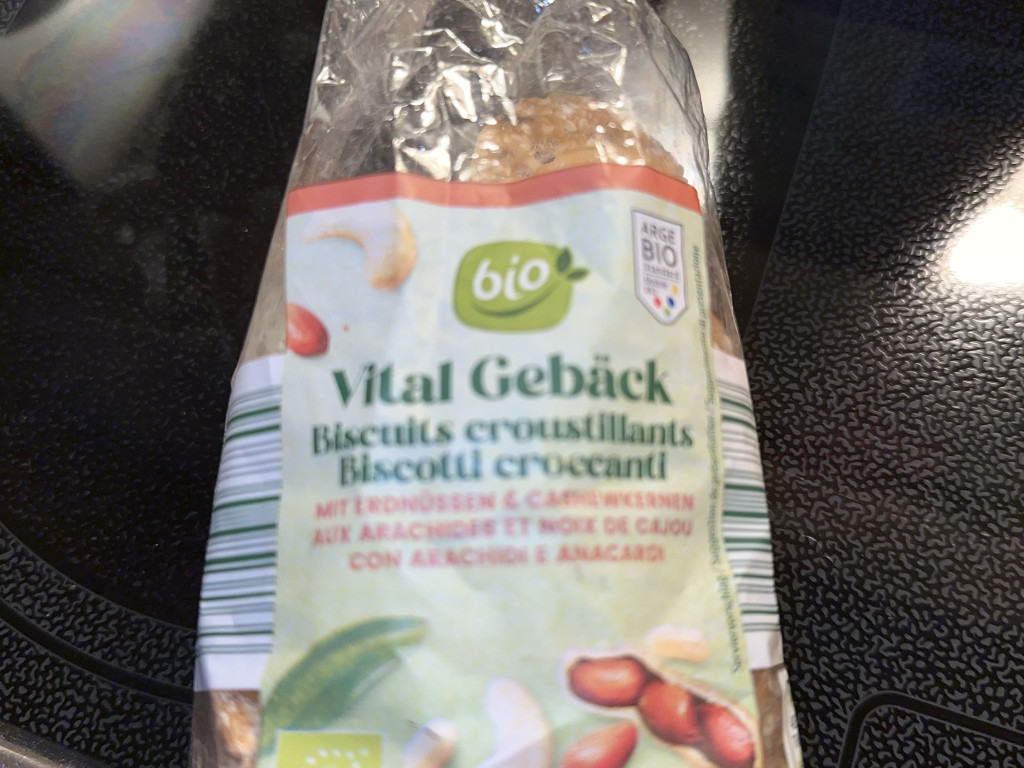 bio
ARGE
BIO
standard
Vital Gebäck
Biscuits croustillants
Biscotti croccanti
MIT ERDNÜSSEN & CASHEWKERNEN
AUX ARACHIDES ET NOIX DE CAJOU
CON ARACHIDI E ANACARDI